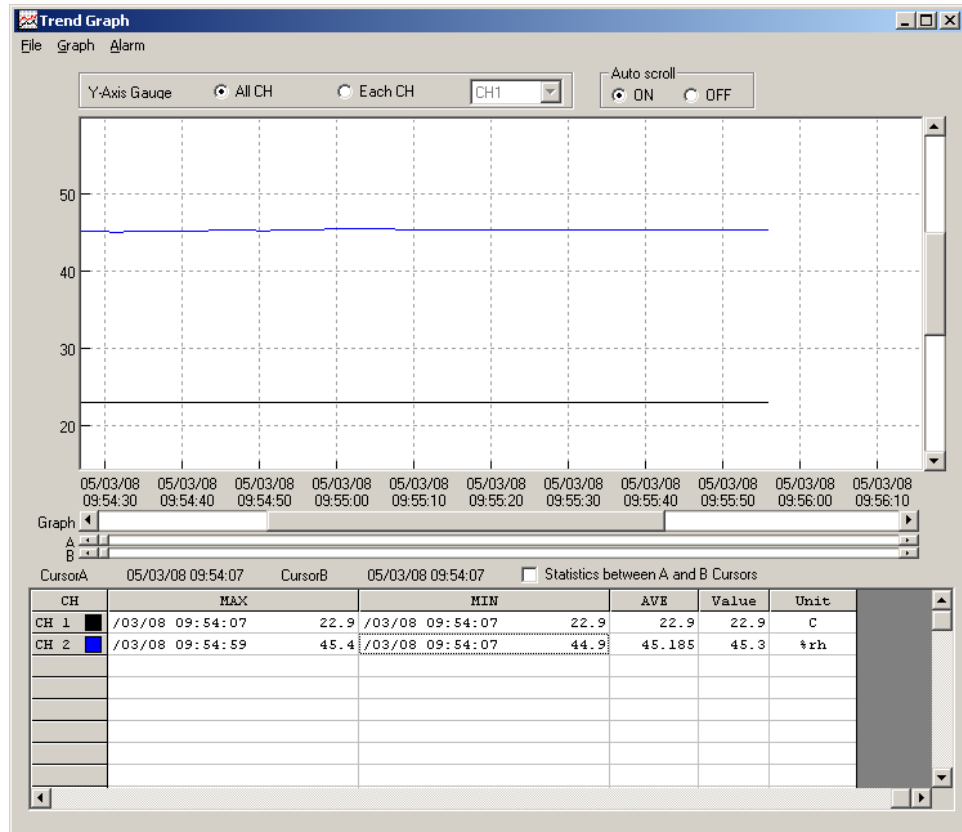 Trend Graph
File Graph Alarm
Y-Axis Gauge All CH Each CH CH1
Auto scroll
ON OFF
50
40
30
20
05/03/08 05/03/08 05/03/08 05/03/08 05/03/08 05/03/08 05/03/08 05/03/08 05/03/08 05/03/08 05/03/08
09:54:30 09:54:40 09:54:50 09:55:00 09:55:10 09:55:20 09:55:30 09:55:40 09:55:50 09:56:00 09:56:10
Graph
A
B
CursorA 05/03/08 09:54:07 CursorB 05/03/08 09:54:07 Statistics between A and B Cursors
CH MAX MIN AVE Value Unit
CH 1 /03/08 09:54:07 22.9 /03/08 09:54:07 22.9 22.9 22.9 C
CH 2 /03/08 09:54:59 45.4 /03/08 09:54:07 44.9 45.185 45.3 %rh